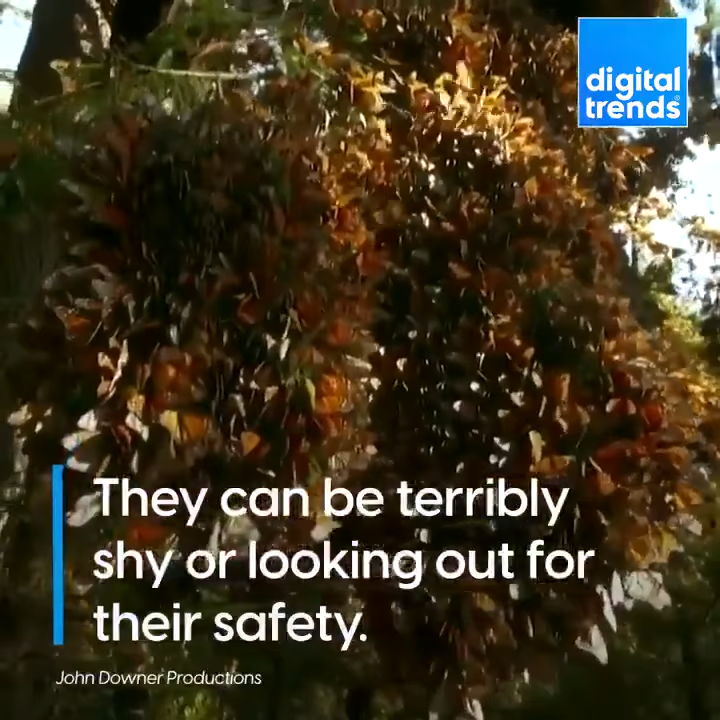 digital
trends®
They can be terribly
shy or looking out for
their safety.
John Downer Productions